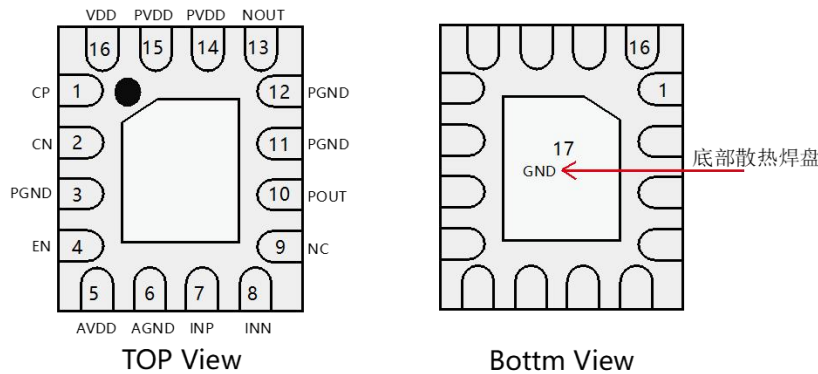 VDD PVDD PVDD NOUT
16 15 14 13
16
CP 1 12 PGND
1
CN 2 11 PGND
17
GND
底部散热焊盘
PGND 3 10 POUT
EN 4 9 NC
5 6 7 8
AVDD AGND INP INN
TOP View
Bottm View